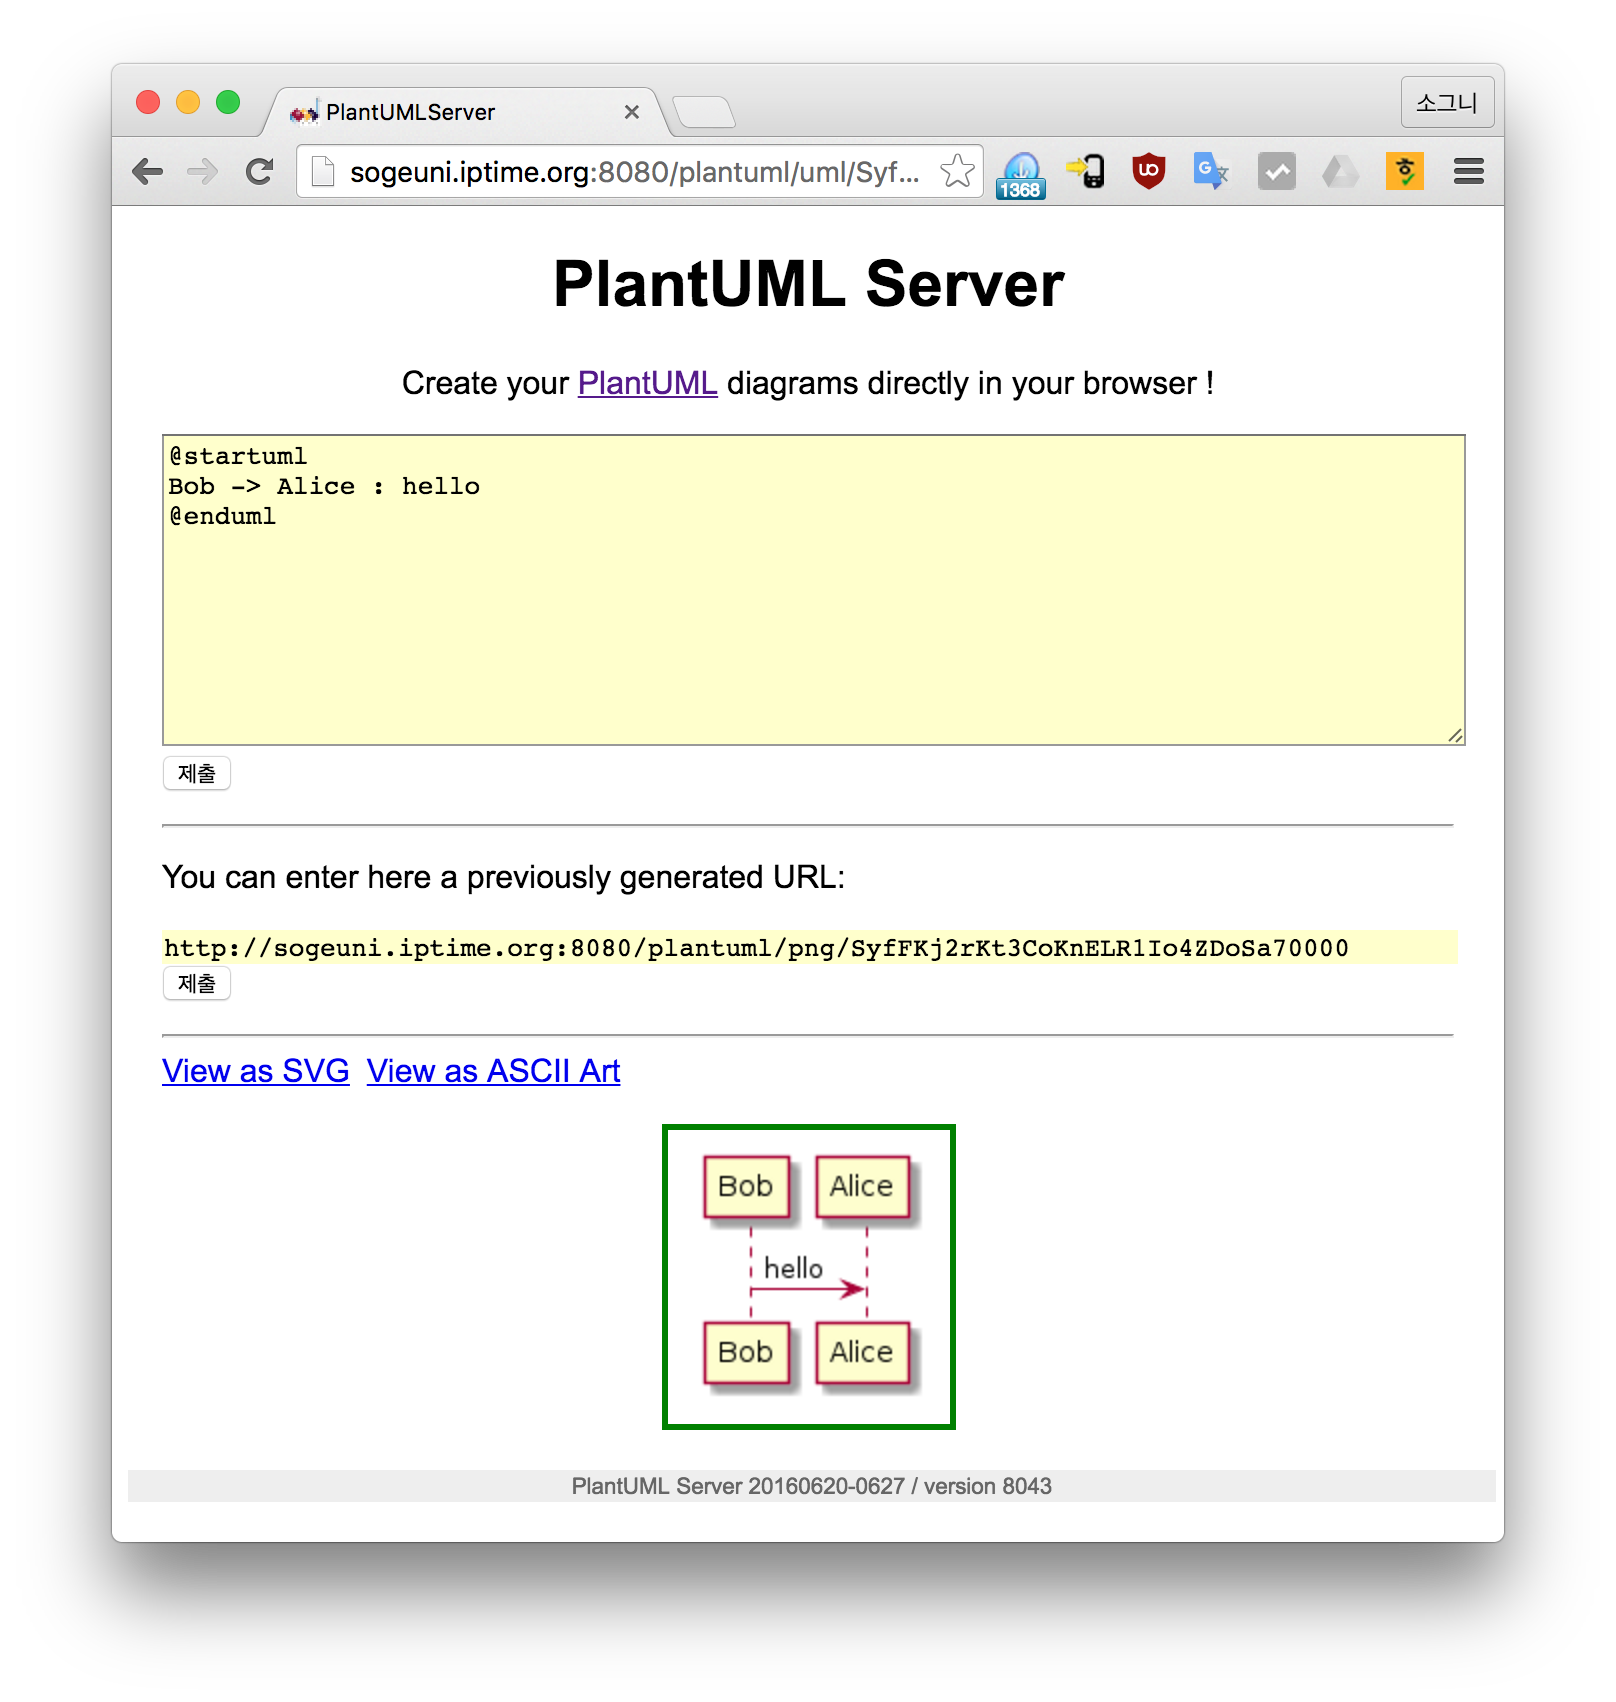 PlantUMLServer
소그니
sogeuni.iptime.org:8080/plantuml/uml/Syf...
1368
PlantUML Server
Create your PlantUML diagrams directly in your browser !
@startuml
Bob -> Alice : hello
@enduml
제출
You can enter here a previously generated URL:
http://sogeuni.iptime.org:8080/plantuml/png/SyfFKj2rKt3CoKnELR1Io4ZDoSa70000
제출
View as SVG View as ASCII Art
Bob Alice
hello
Bob Alice
PlantUML Server 20160620-0627 / version 8043